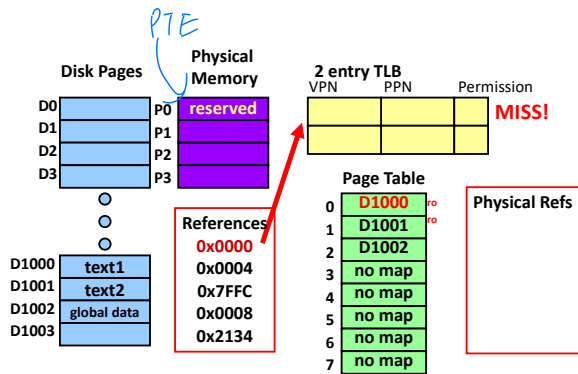 PTE
Disk Pages
Physical Memory
2 entry TLB
VPN PPN Permission
D0
D1
D2
D3
P0 reserved
P1
P2
P3
MISS!
References
0x0000
0x0004
0x7FFC
0x0008
0x2134
D1000 text1
D1001 text2
D1002 global data
D1003
Page Table
0 D1000 ro
1 D1001 ro
2 D1002
3 no map
4 no map
5 no map
6 no map
7 no map
Physical Refs